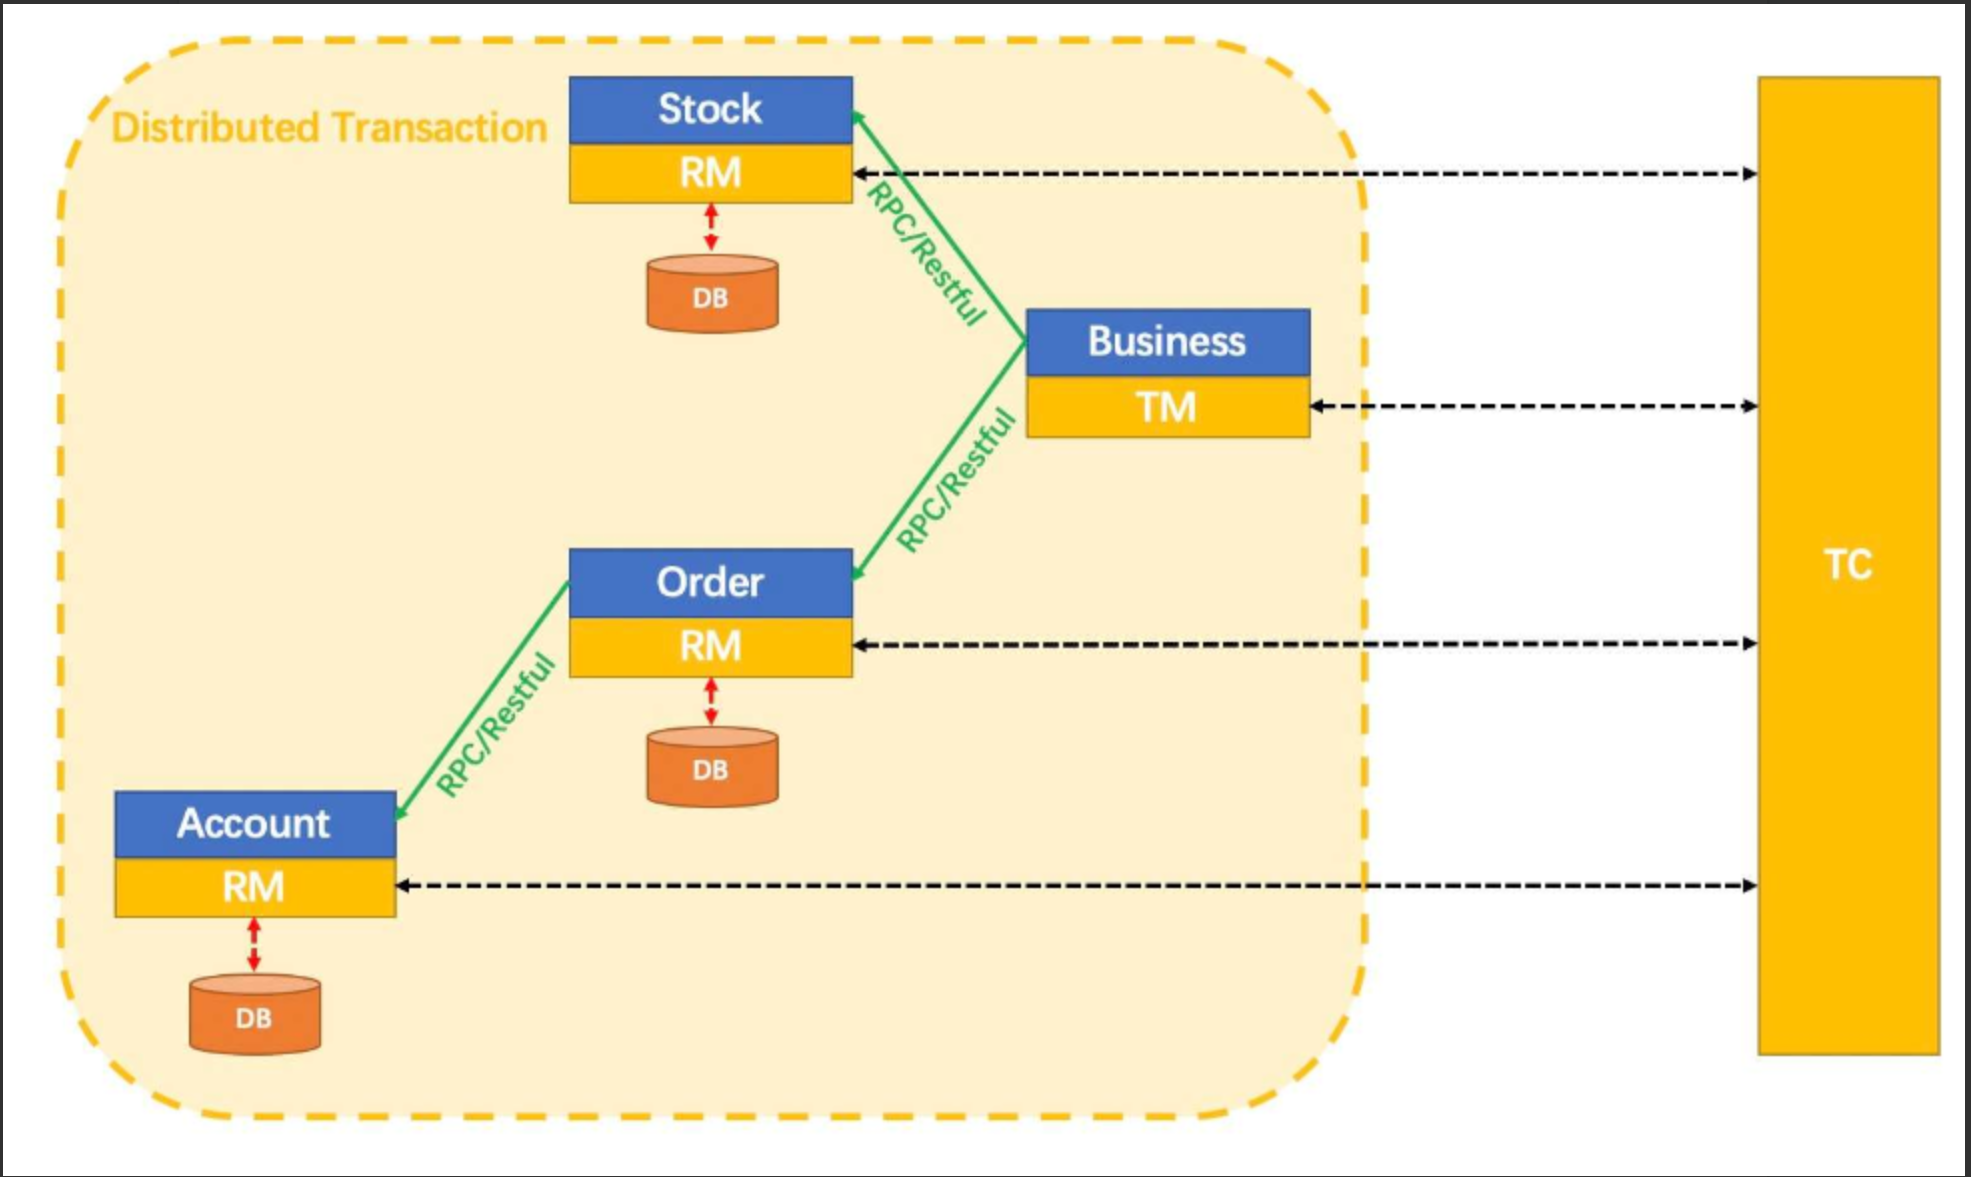 Distributed Transaction
Stock
RM
DB
RPC/Restful
Business
TM
RPC/Restful
Order
RM
DB
RPC/Restful
Account
RM
DB
TC